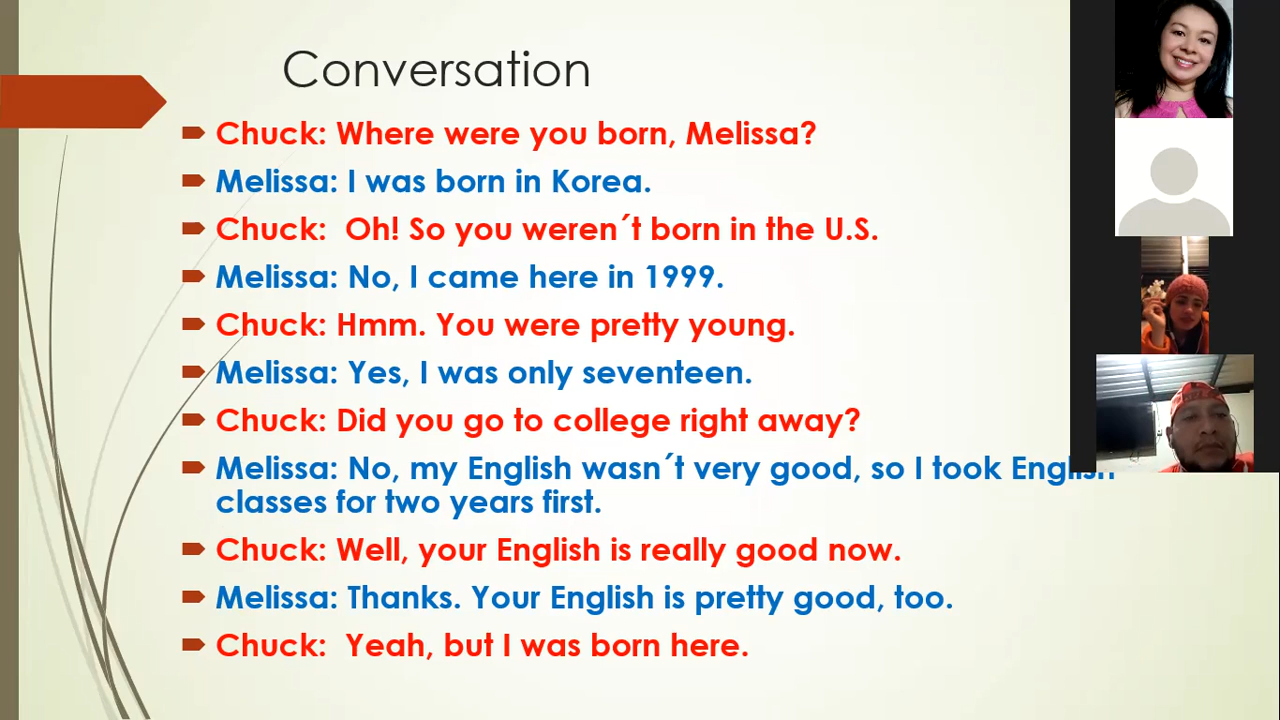 Conversation
Chuck: Where were you born, Melissa?
Melissa: I was born in Korea.
Chuck:  Oh! So you weren´t born in the U.S.
Melissa: No, I came here in 1999.
Chuck: Hmm. You were pretty young.
Melissa: Yes, I was only seventeen.
Chuck: Did you go to college right away?
Melissa: No, my English wasn´t very good, so I took English
classes for two years first.
Chuck: Well, your English is really good now.
Melissa: Thanks. Your English is pretty good, too.
Chuck:  Yeah, but I was born here.